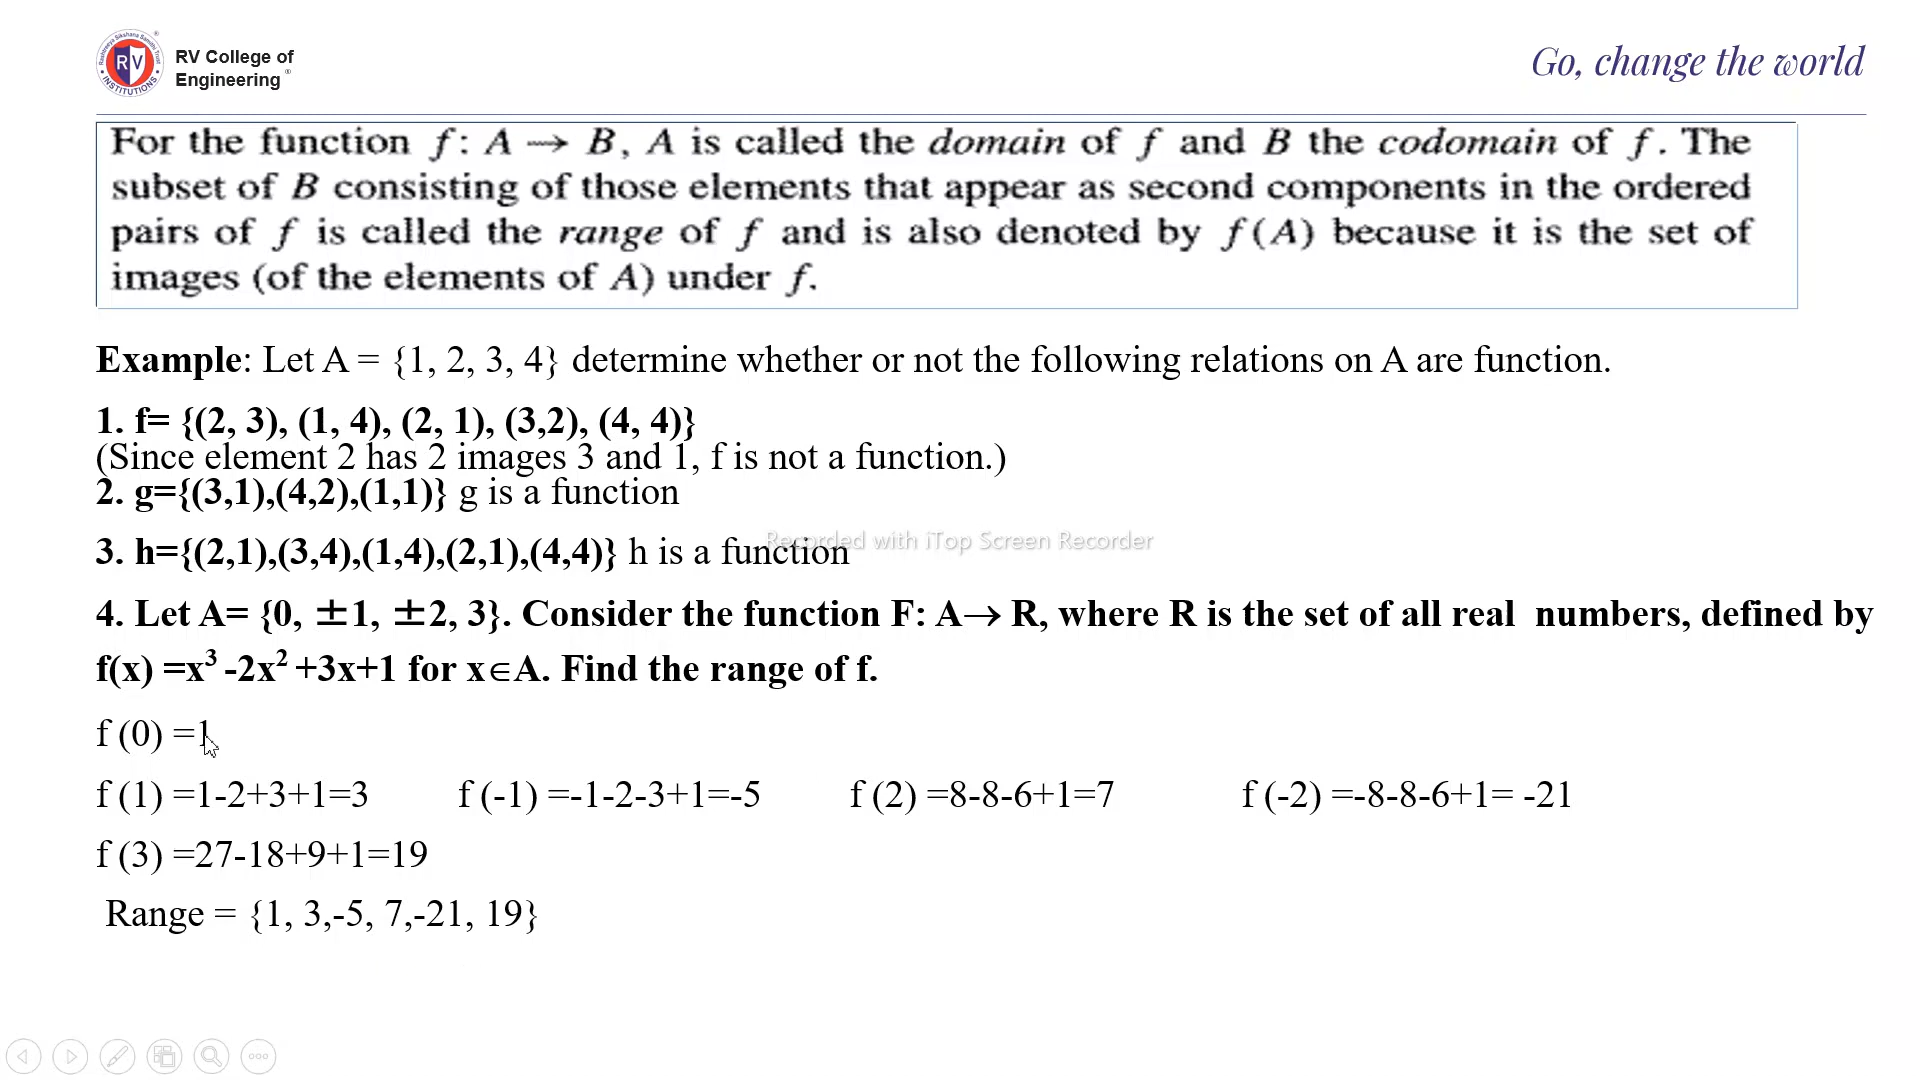 RV College of
Engineering ®
Go, change the world
For the function f: A → B, A is called the domain of f and B the codomain of f. The
subset of B consisting of those elements that appear as second components in the ordered
pairs of f is called the range of f and is also denoted by f(A) because it is the set of
images (of the elements of A) under f.
Example: Let A = {1, 2, 3, 4} determine whether or not the following relations on A are function.
1. f= {(2, 3), (1, 4), (2, 1), (3,2), (4, 4)}
(Since element 2 has 2 images 3 and 1, f is not a function.)
2. g={(3,1),(4,2),(1,1)} g is a function
Recorded with iTop Screen Recorder
3. h={(2,1),(3,4),(1,4),(2,1),(4,4)} h is a function
4. Let A= {0, ±1, ±2, 3}. Consider the function F: A→ R, where R is the set of all real numbers, defined by
f(x) =x³ -2x² +3x+1 for x∈A. Find the range of f.
f (0) =1
f (1) =1-2+3+1=3 f (-1) =-1-2-3+1=-5 f (2) =8-8-6+1=7 f (-2) =-8-8-6+1= -21
f (3) =27-18+9+1=19
Range = {1, 3,-5, 7,-21, 19}
RV
INSTITUTIONS